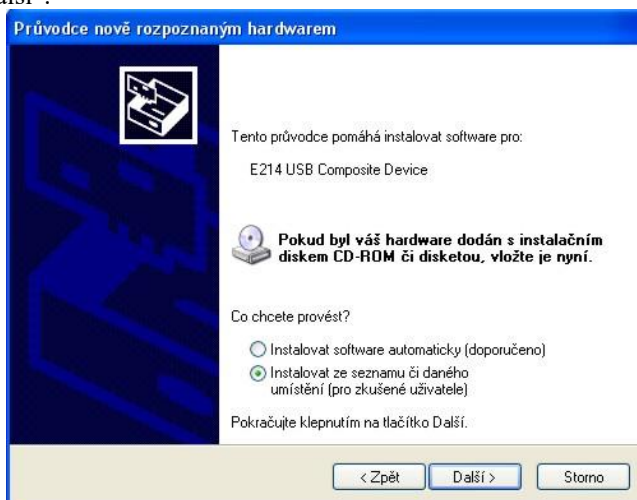 Průvodce nově rozpoznaným hardwarem
Tento průvodce pomáhá instalovat software pro:
E214 USB Composite Device
Pokud byl váš hardware dodán s instalačním
diskem CD-ROM či disketou, vložte je nyní.
Co chcete provést?
Instalovat software automaticky (doporučeno)
Instalovat ze seznamu či daného
umístění (pro zkušené uživatele)
Pokračujte klepnutím na tlačítko Další.
< Zpět Další > Storno